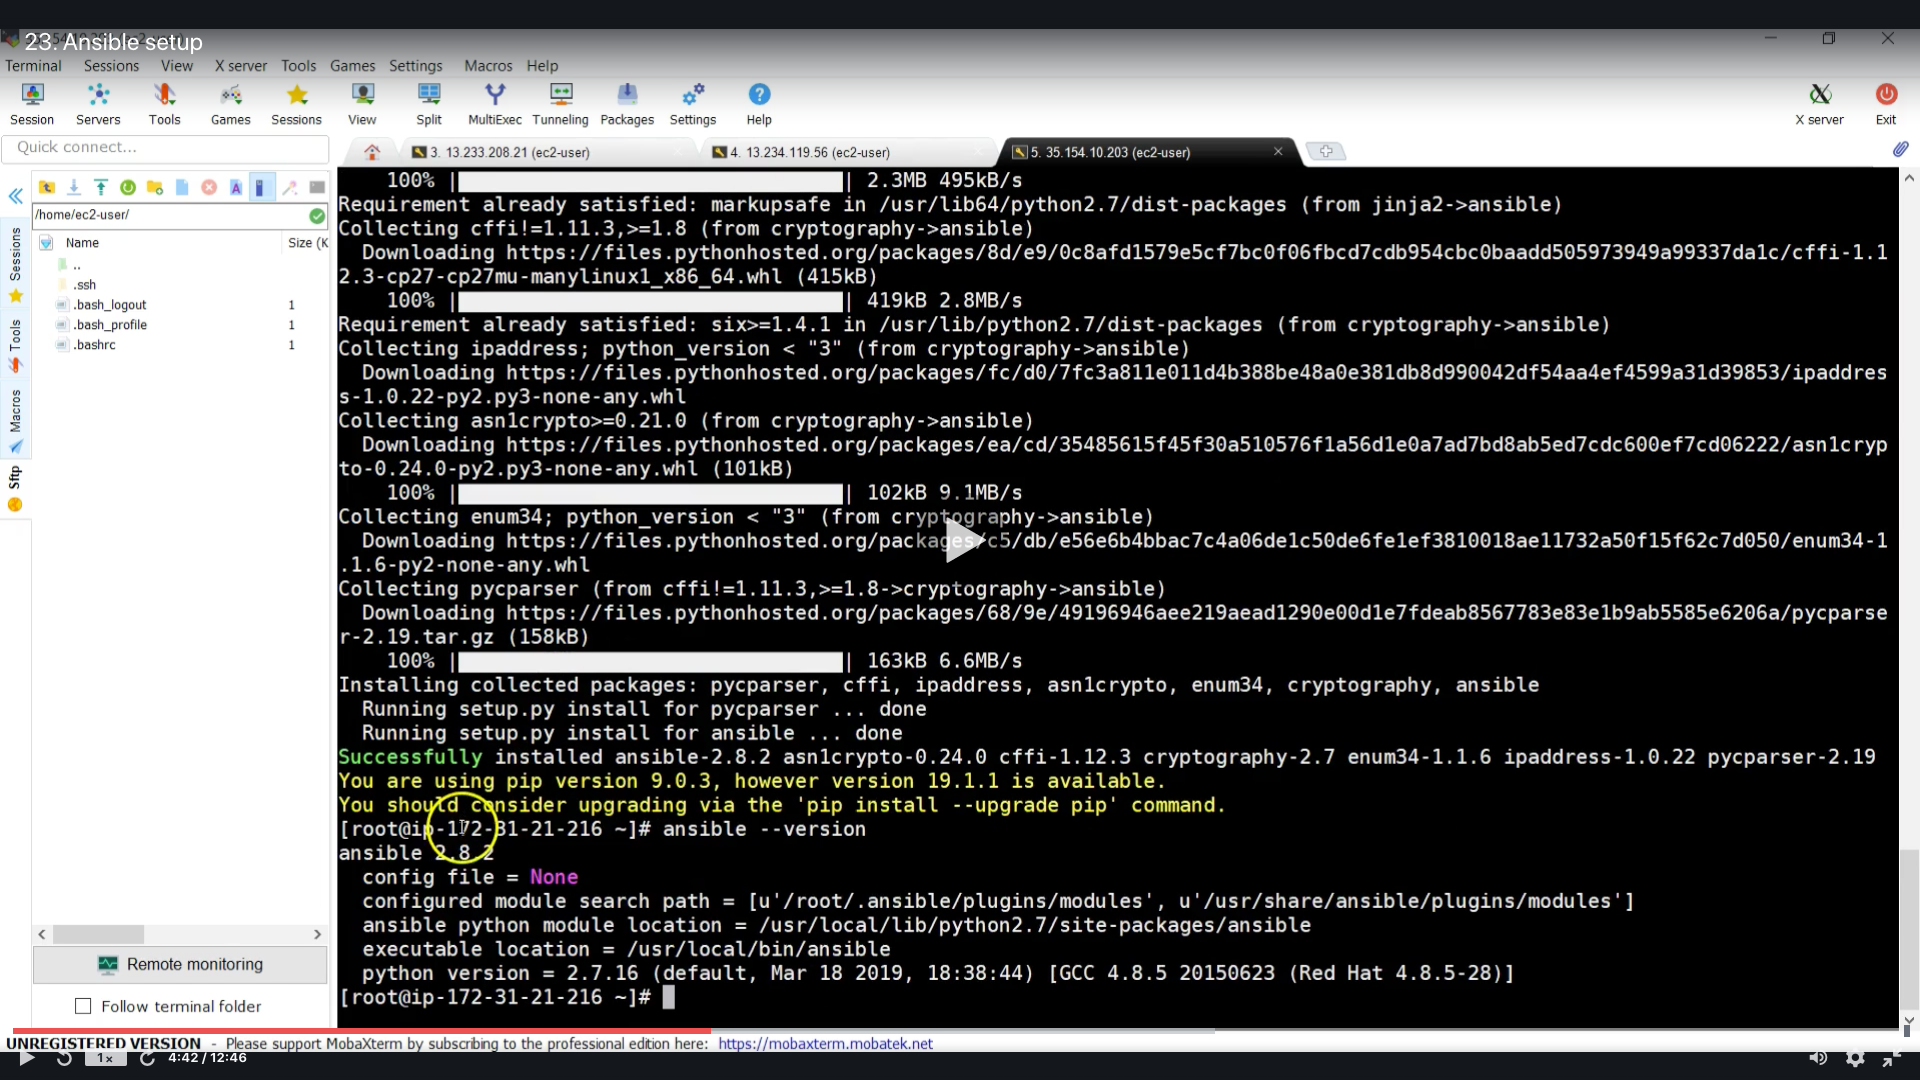 23. Ansible setup
Terminal Sessions View X server Tools Games Settings Macros Help
Session Servers Tools Games Sessions View Split MultiExec Tunneling Packages Settings Help X server Exit
Quick connect...
3. 13.233.208.21 (ec2-user)
4. 13.234.119.56 (ec2-user)
5. 35.154.10.203 (ec2-user)
/home/ec2-user/
Name Size (K
..
.ssh
.bash_logout 1
.bash_profile 1
.bashrc 1
Sessions
Tools
Macros
Sftp
Remote monitoring
Follow terminal folder
100% | | 2.3MB 495kB/s
Requirement already satisfied: markupsafe in /usr/lib64/python2.7/dist-packages (from jinja2->ansible)
Collecting cffi!=1.11.3,>=1.8 (from cryptography->ansible)
Downloading https://files.pythonhosted.org/packages/8d/e9/0c8afd1579e5cf7bc0f06fbcd7cdb954cbc0baadd505973949a99337da1c/cffi-1.1
2.3-cp27-cp27mu-manylinux1_x86_64.whl (415kB)
100% | | 419kB 2.8MB/s
Requirement already satisfied: six>=1.4.1 in /usr/lib/python2.7/dist-packages (from cryptography->ansible)
Collecting ipaddress; python_version < "3" (from cryptography->ansible)
Downloading https://files.pythonhosted.org/packages/fc/d0/7fc3a811e011d4b388be48a0e381db8d990042df54aa4ef4599a31d39853/ipaddres
s-1.0.22-py2.py3-none-any.whl
Collecting asn1crypto>=0.21.0 (from cryptography->ansible)
Downloading https://files.pythonhosted.org/packages/ea/cd/35485615f45f30a510576f1a56d1e0a7ad7bd8ab5ed7cdc600ef7cd06222/asn1cryp
to-0.24.0-py2.py3-none-any.whl (101kB)
100% | | 102kB 9.1MB/s
Collecting enum34; python_version < "3" (from cryptography->ansible)
Downloading https://files.pythonhosted.org/packages/c5/db/e56e6b4bbac7c4a06de1c50de6fe1ef3810018ae11732a50f15f62c7d050/enum34-1
.1.6-py2-none-any.whl
Collecting pycparser (from cffi!=1.11.3,>=1.8->cryptography->ansible)
Downloading https://files.pythonhosted.org/packages/68/9e/49196946aee219aead1290e00d1e7fdeab8567783e83e1b9ab5585e6206a/pycparse
r-2.19.tar.gz (158kB)
100% | | 163kB 6.6MB/s
Installing collected packages: pycparser, cffi, ipaddress, asn1crypto, enum34, cryptography, ansible
Running setup.py install for pycparser ... done
Running setup.py install for ansible ... done
Successfully installed ansible-2.8.2 asn1crypto-0.24.0 cffi-1.12.3 cryptography-2.7 enum34-1.1.6 ipaddress-1.0.22 pycparser-2.19
You are using pip version 9.0.3, however version 19.1.1 is available.
You should consider upgrading via the 'pip install --upgrade pip' command.
[root@ip-172-31-21-216 ~]# ansible --version
ansible 2.8.2
config file = None
configured module search path = [u'/root/.ansible/plugins/modules', u'/usr/share/ansible/plugins/modules']
ansible python module location = /usr/local/lib/python2.7/site-packages/ansible
executable location = /usr/local/bin/ansible
python version = 2.7.16 (default, Mar 18 2019, 18:38:44) [GCC 4.8.5 20150623 (Red Hat 4.8.5-28)]
[root@ip-172-31-21-216 ~]#
UNREGISTERED VERSION - Please support MobaXterm by subscribing to the professional edition here: https://mobaxterm.mobatek.net
1x 4:42 / 12:46